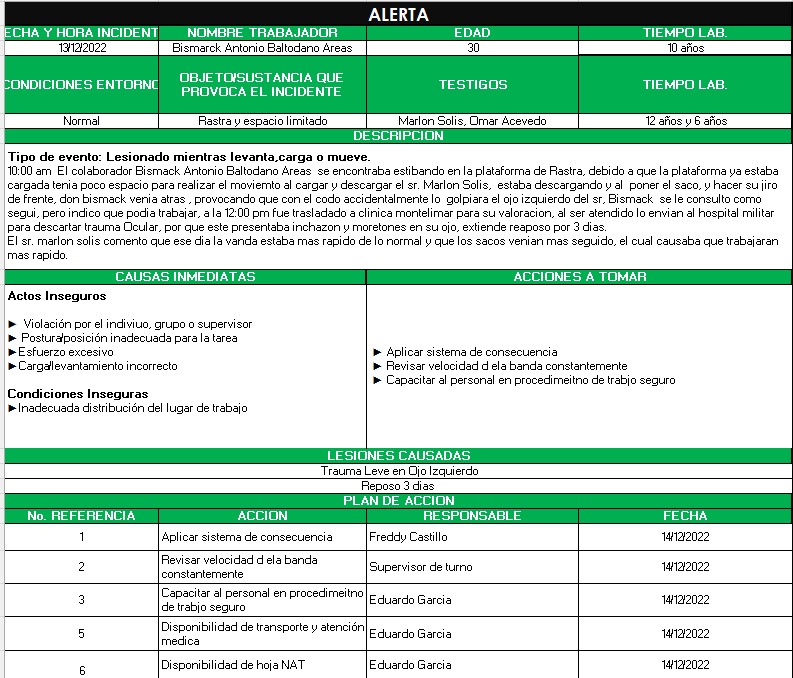 ALERTA
ECHA Y HORA INCIDENT NOMBRE TRABAJADOR EDAD TIEMPO LAB.
13/12/2022 Bismarck Antonio Baltodano Areas 30 10 años
CONDICIONES ENTORNO OBJETO/SUSTANCIA QUE PROVOCA EL INCIDENTE TESTIGOS TIEMPO LAB.
Normal Rastra y espacio limitado Marlon Solis, Omar Acevedo 12 años y 6 años
DESCRIPCION
Tipo de evento: Lesionado mientras levanta,carga o mueve.
10:00 am El colaborador Bismack Antonio Baltodano Areas se encontraba estibando en la plataforma de Rastra, debido a que la plataforma ya estaba
cargada tenia poco espacio para realizar el moviemto al cargar y descargar el sr. Marlon Solis, estaba descargando y al poner el saco, y hacer su jiro
de frente, don bismack venia atras , provocando que con el codo accidentalmente lo golpiara el ojo izquierdo del sr, Bismack se le consulto como
segui, pero indico que podia trabajar, a la 12:00 pm fue trasladado a clinica montelimar para su valoracion, al ser atendido lo envian al hospital militar
para descartar trauma Ocular, por que este presentaba inchazon y moretones en su ojo, extiende reaposo por 3 dias.
El sr. marlon solis comento que ese dia la vanda estaba mas rapido de lo normal y que los sacos venian mas seguido, el cual causaba que trabajaran
mas rapido.
CAUSAS INMEDIATAS ACCIONES A TOMAR
Actos Inseguros
► Violación por el indiviuo, grupo o supervisor
► Postura/posición inadecuada para la tarea
►Esfuerzo excesivo
►Carga/levantamiento incorrecto
Condiciones Inseguras
►Inadecuada distribución del lugar de trabajo
► Aplicar sistema de consecuencia
► Revisar velocidad d ela banda constantemente
► Capacitar al personal en procedimeitno de trabjo seguro
LESIONES CAUSADAS
Trauma Leve en Ojo Izquierdo
Reposo 3 dias
PLAN DE ACCION
No. REFERENCIA ACCION RESPONSABLE FECHA
1 Aplicar sistema de consecuencia Freddy Castillo 14/12/2022
2 Revisar velocidad d ela banda constantemente Supervisor de turno 14/12/2022
3 Capacitar al personal en procedimeitno de trabjo seguro Eduardo Garcia 14/12/2022
5 Disponibilidad de transporte y atención medica Eduardo Garcia 14/12/2022
6 Disponibilidad de hoja NAT Eduardo Garcia 14/12/2022